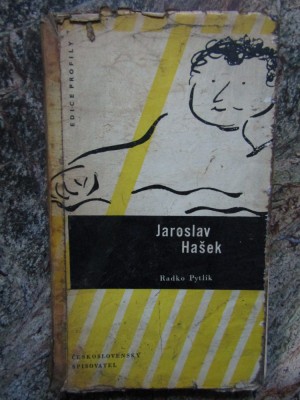 EDICE PROFILY
Jaroslav
Hašek
Radko Pytlík
ČESKOSLOVENSKÝ
SPISOVATEL